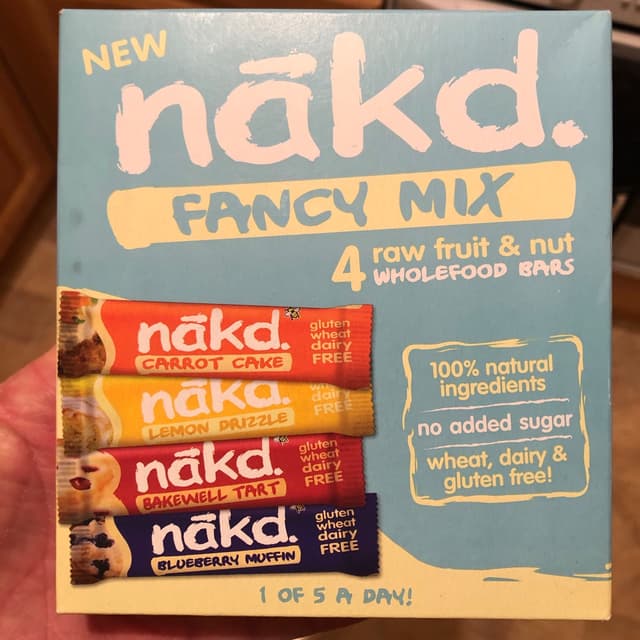 NEW
nākd.
FANCY MIX
4 raw fruit & nut
WHOLEFOOD BARS
nākd.
CARROT CAKE
gluten
wheat
dairy
FREE
nākd.
LEMON DRIZZLE
dairy
FREE
nākd.
BAKEWELL TART
gluten
wheat
dairy
FREE
nākd.
BLUEBERRY MUFFIN
gluten
wheat
dairy
FREE
100% natural
ingredients
no added sugar
wheat, dairy &
gluten free!
1 OF 5 A DAY!